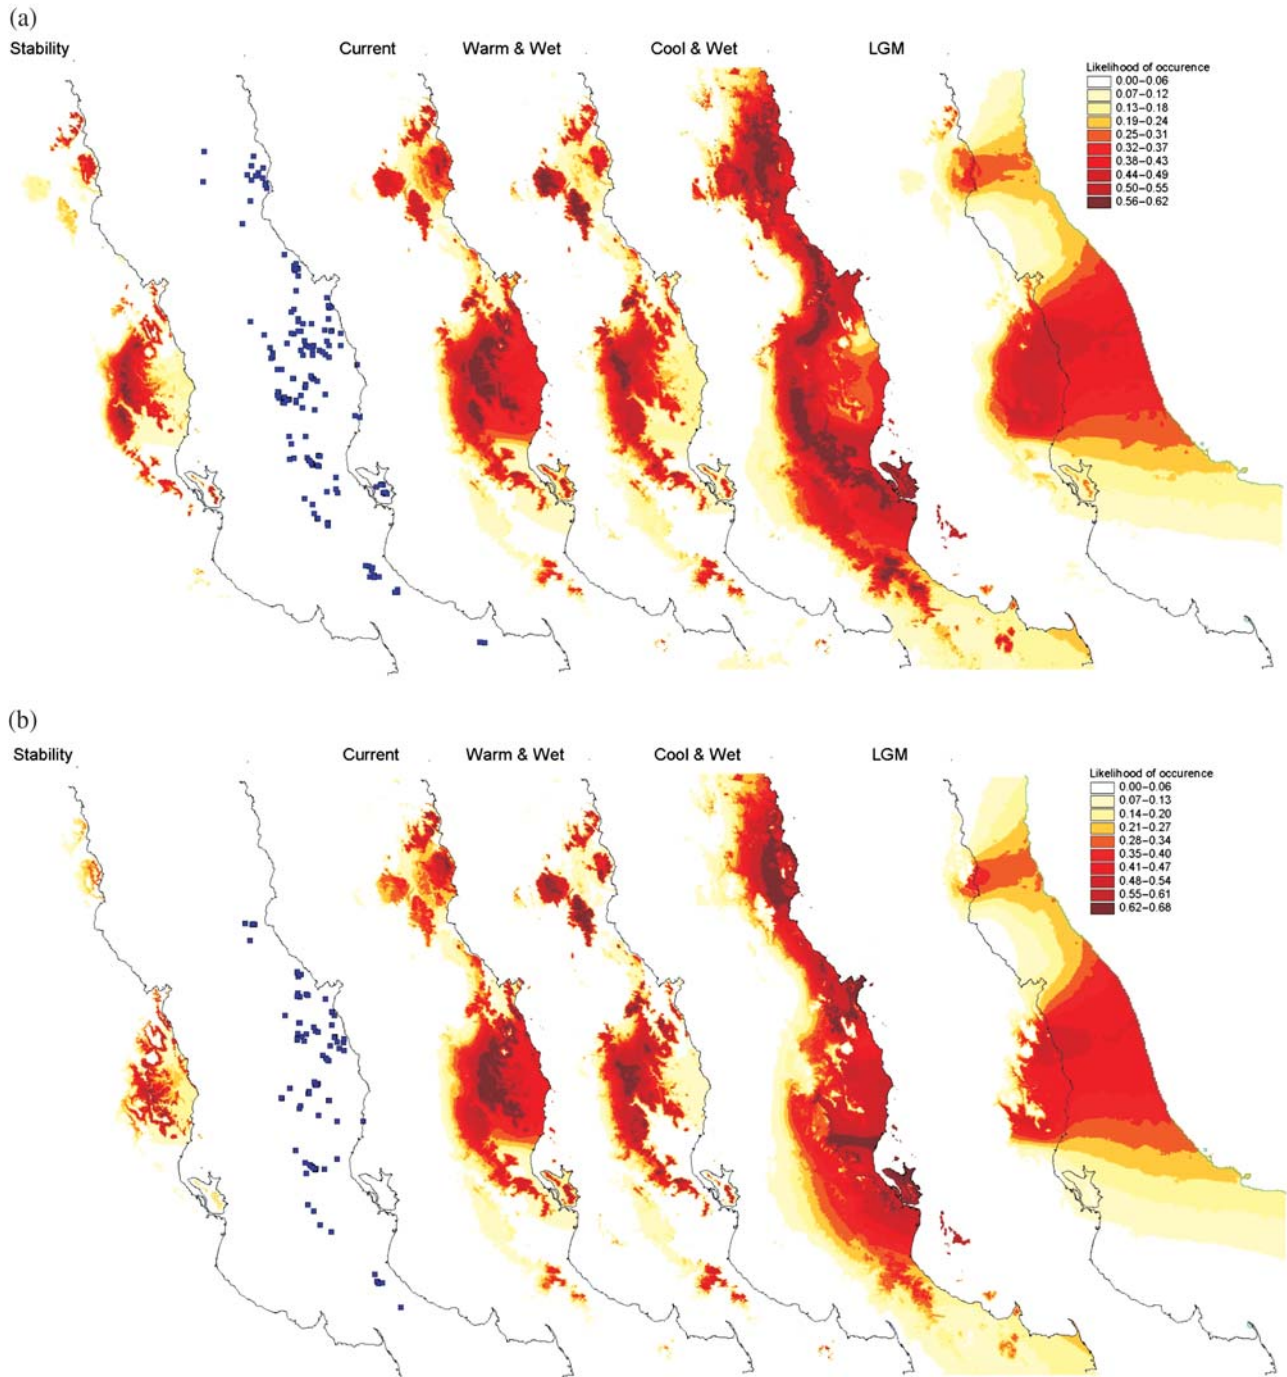 (a)
Stability
Current
Warm & Wet
Cool & Wet
LGM
Likelihood of occurence
0.00–0.06
0.07–0.12
0.13–0.18
0.19–0.24
0.25–0.31
0.32–0.37
0.38–0.43
0.44–0.49
0.50–0.55
0.56–0.62
(b)
Stability
Current
Warm & Wet
Cool & Wet
LGM
Likelihood of occurence
0.00–0.06
0.07–0.13
0.14–0.20
0.21–0.27
0.28–0.34
0.35–0.40
0.41–0.47
0.48–0.54
0.55–0.61
0.62–0.68